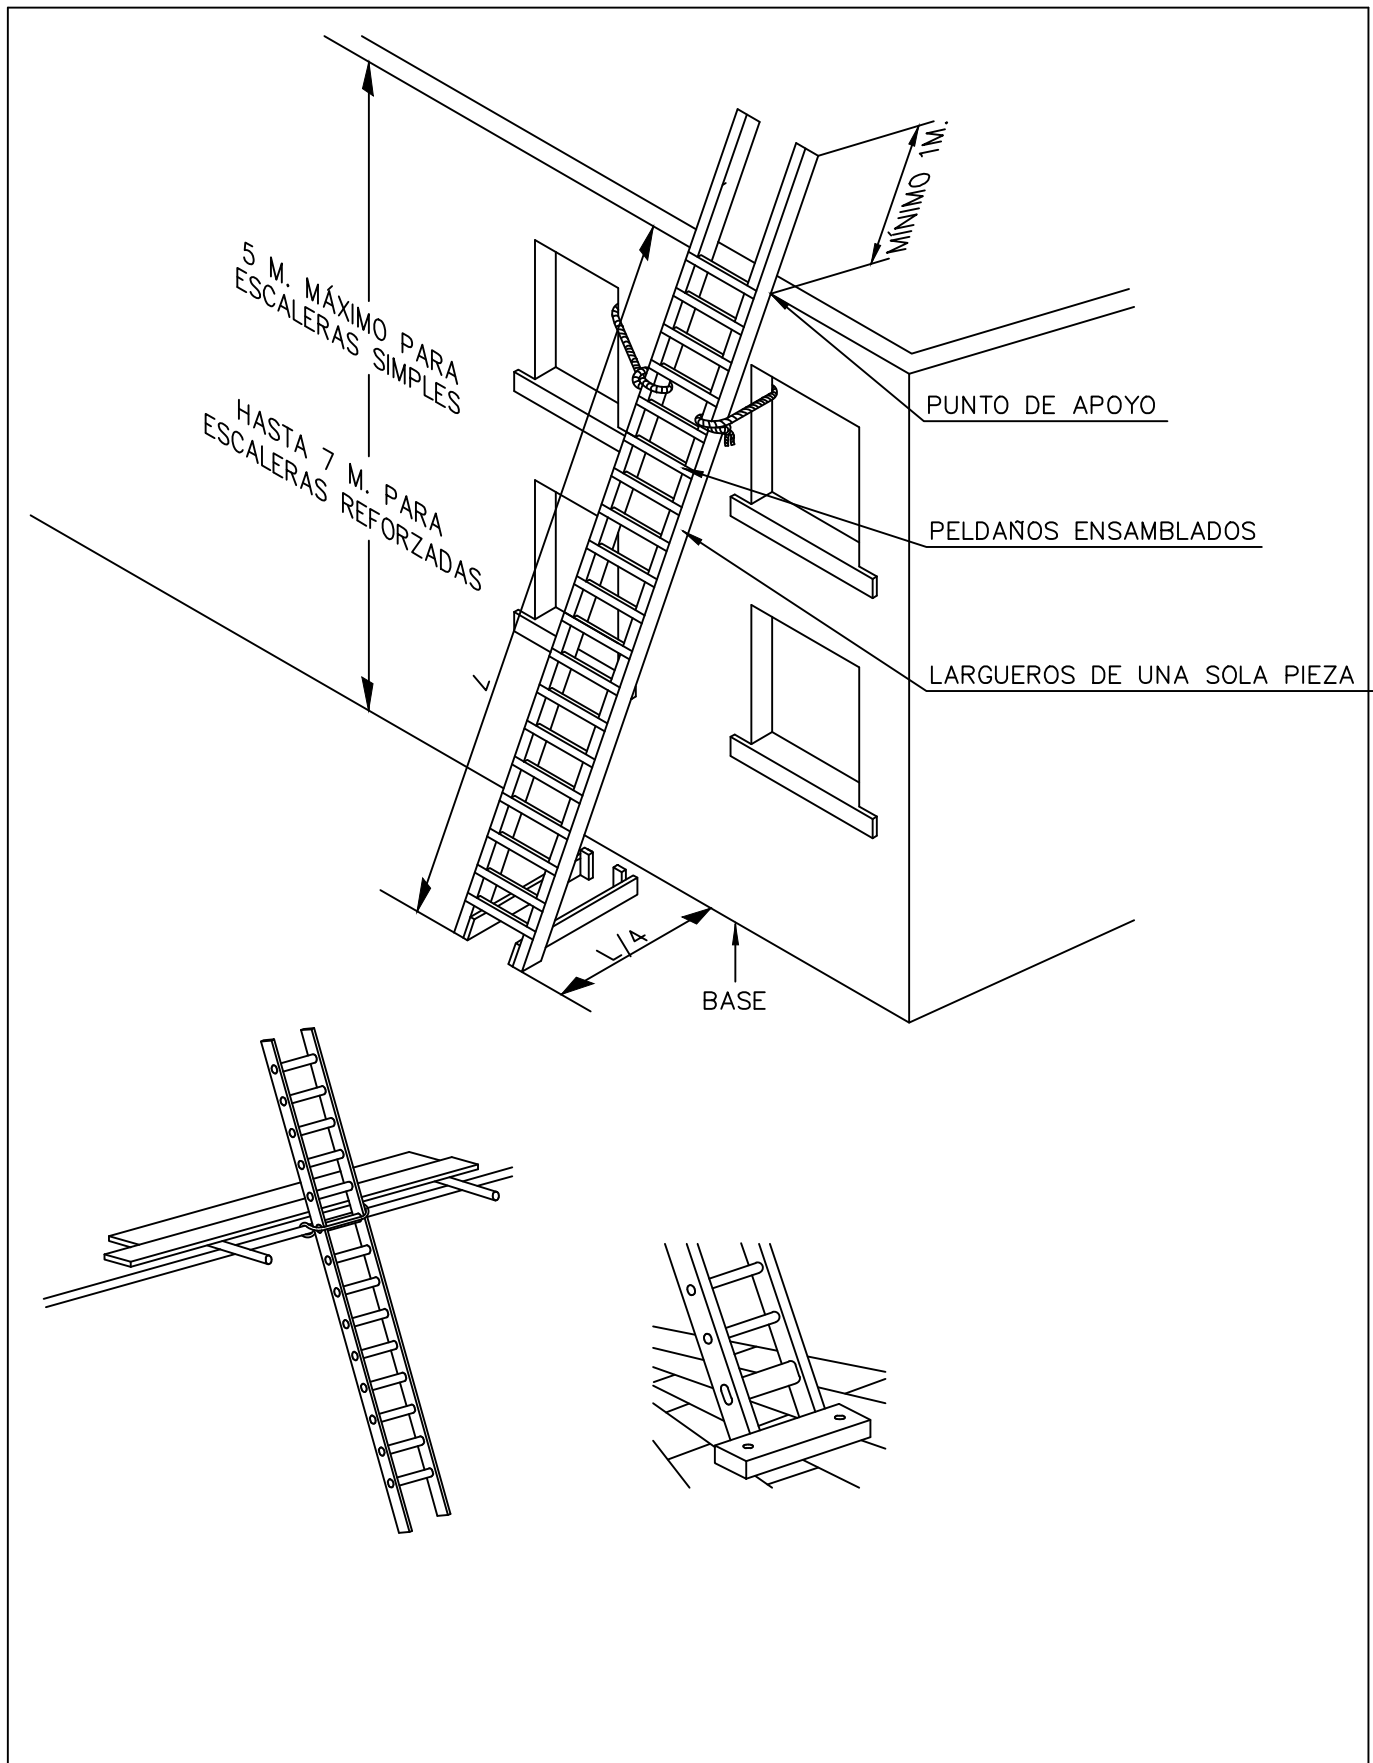 MÍNIMO 1M.
5 M. MÁXIMO PARA
ESCALERAS SIMPLES
HASTA 7 M. PARA
ESCALERAS REFORZADAS
PUNTO DE APOYO
PELDAÑOS ENSAMBLADOS
LARGUEROS DE UNA SOLA PIEZA
L
L/4
BASE